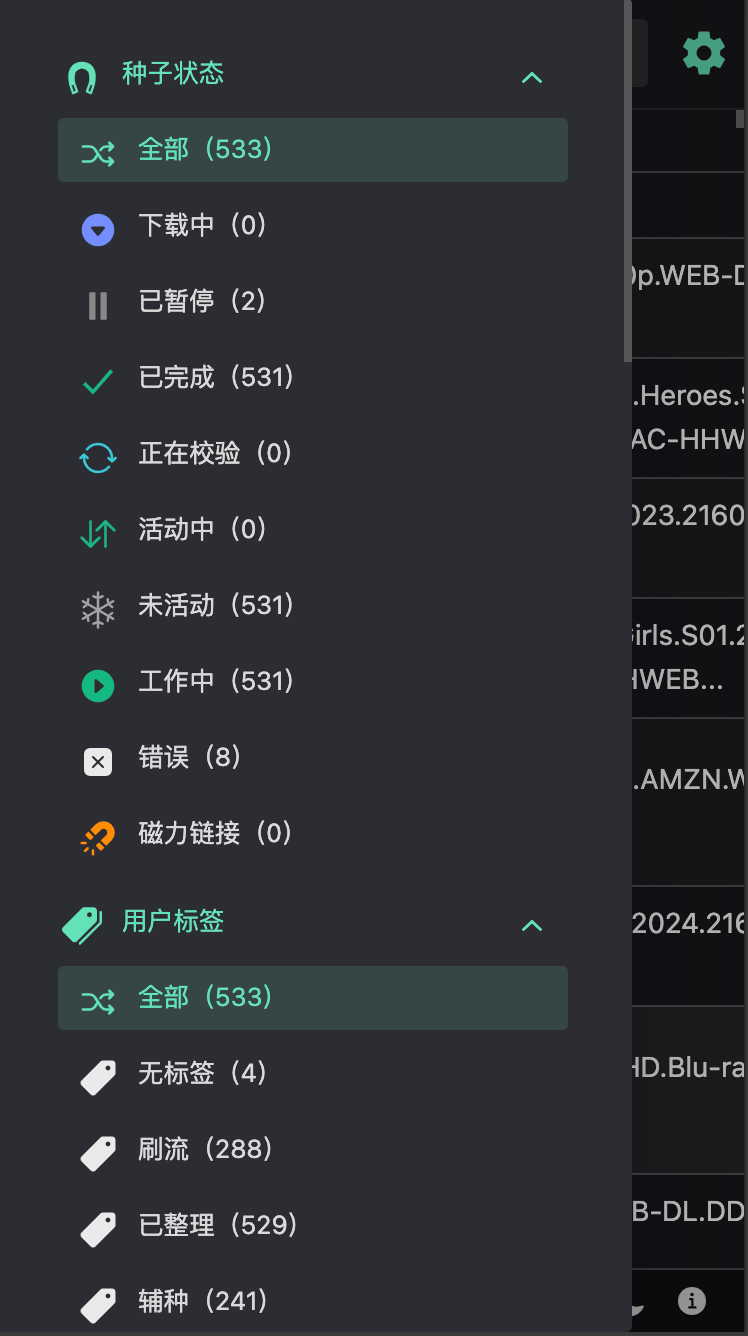 种子状态
全部 (533)
下载中 (0)
已暂停 (2)
已完成 (531)
正在校验 (0)
活动中 (0)
未活动 (531)
工作中 (531)
错误 (8)
磁力链接 (0)
用户标签
全部 (533)
无标签 (4)
刷流 (288)
已整理 (529)
辅种 (241)
p.WEB-D
.Heroes.S
AC-HHW
023.2160
irls.S01.2
HWEB...
.AMZN.W
2024.216
HD.Blu-ra
B-DL.DD